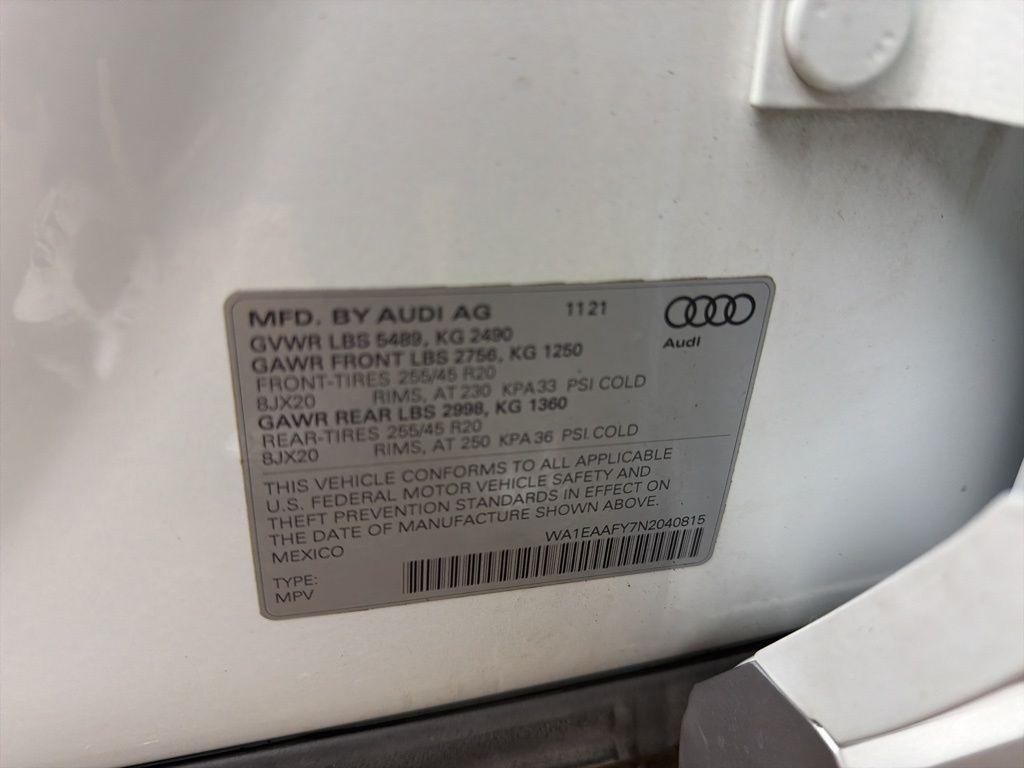 MFD. BY AUDI AG 1121
Audi
GVWR LBS 5489, KG 2490
GAWR FRONT LBS 2756, KG 1250
FRONT-TIRES 255/45 R20
8JX20 RIMS, AT 230 KPA 33 PSI COLD
GAWR REAR LBS 2998, KG 1360
REAR-TIRES 255/45 R20
8JX20 RIMS, AT 250 KPA 36 PSI COLD
THIS VEHICLE CONFORMS TO ALL APPLICABLE
U.S. FEDERAL MOTOR VEHICLE SAFETY AND
THEFT PREVENTION STANDARDS IN EFFECT ON
THE DATE OF MANUFACTURE SHOWN ABOVE.
MEXICO WA1EAAFY7N2040815
TYPE:
MPV